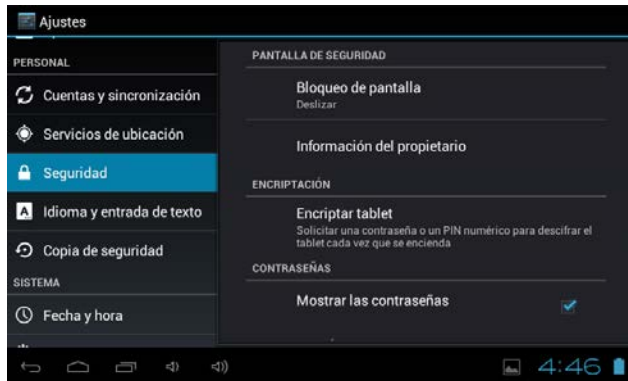 Ajustes
PERSONAL
Cuentas y sincronización
Servicios de ubicación
Seguridad
Idioma y entrada de texto
Copia de seguridad
SISTEMA
Fecha y hora
PANTALLA DE SEGURIDAD
Bloqueo de pantalla
Deslizar
Información del propietario
ENCRIPTACIÓN
Encriptar tablet
Solicitar una contraseña o un PIN numérico para descifrar el
tablet cada vez que se encienda
CONTRASEÑAS
Mostrar las contraseñas
4:46